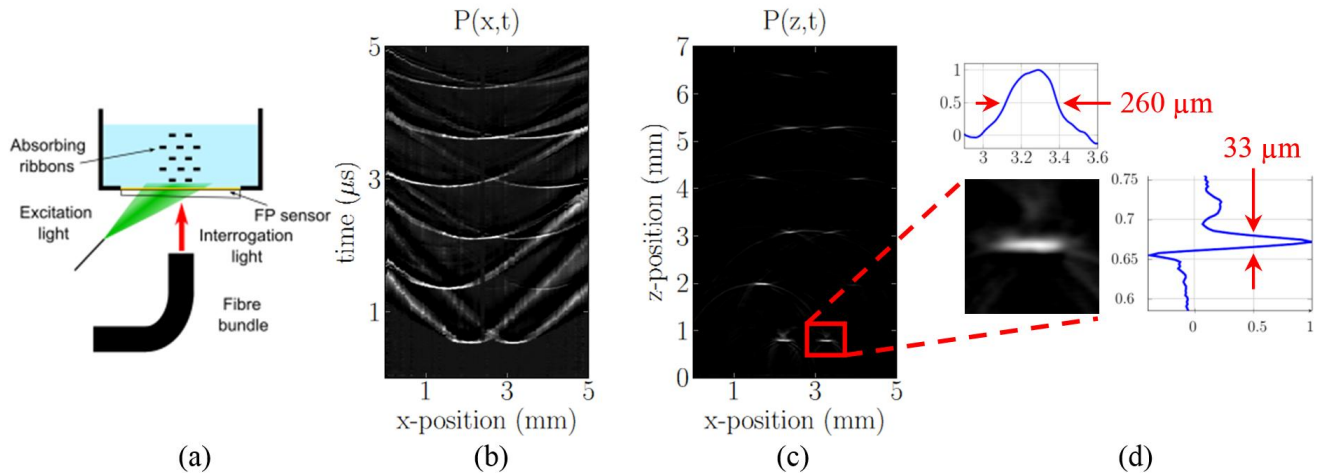 Absorbing
ribbons
Excitation
light
FP sensor
Interrogation
light
Fibre
bundle
(a)
P(x,t)
time (μs)
5
3
1
1 3 5
x-position (mm)
(b)
P(z,t)
z-position (mm)
7
6
5
4
3
2
1
0
1 3 5
x-position (mm)
(c)
1
0.5
0
3 3.2 3.4 3.6
260 μm
33 μm
0.75
0.7
0.65
0.6
0 0.5 1
(d)